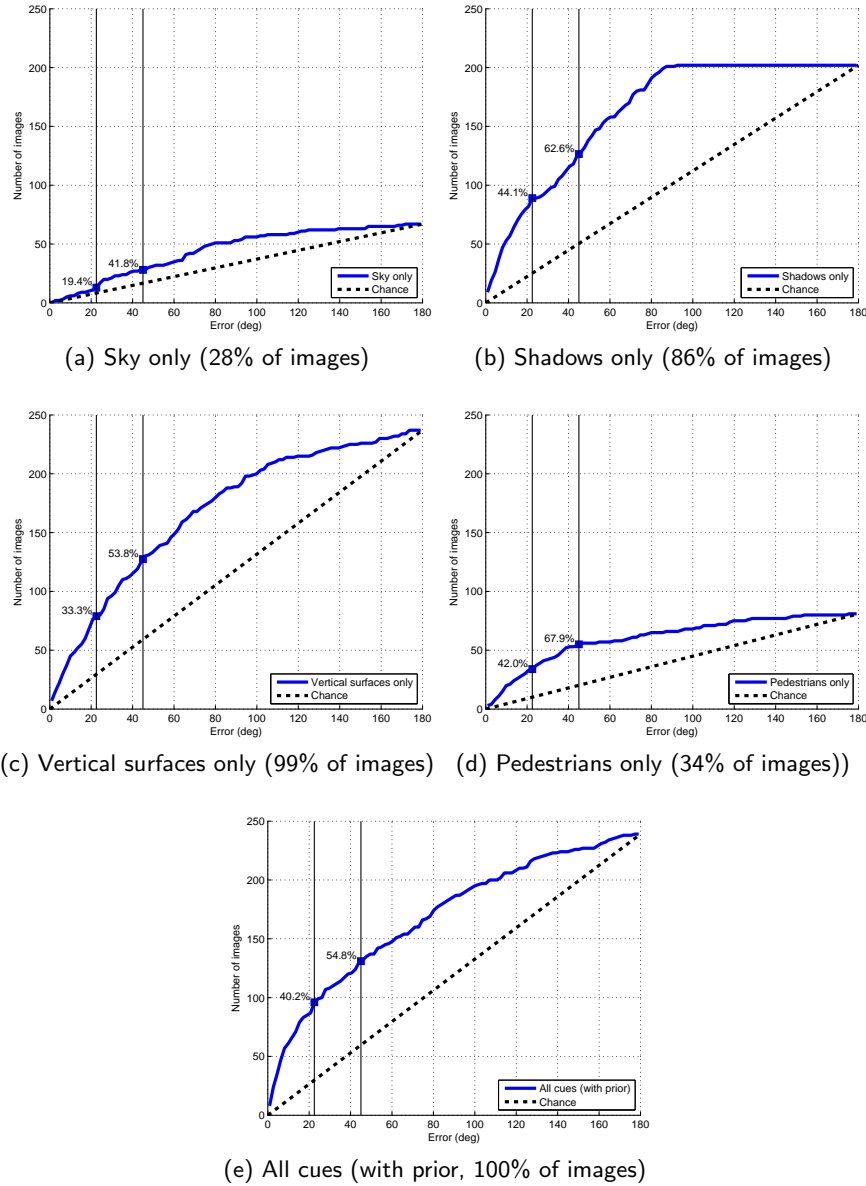 250
200
150
100
50
0
Number of images
19.4%
41.8%
Sky only
Chance
0 20 40 60 80 100 120 140 160 180
Error (deg)
(a) Sky only (28% of images)
250
200
150
100
50
0
Number of images
44.1%
62.6%
Shadows only
Chance
0 20 40 60 80 100 120 140 160 180
Error (deg)
(b) Shadows only (86% of images)
250
200
150
100
50
0
Number of images
33.3%
53.8%
Vertical surfaces only
Chance
0 20 40 60 80 100 120 140 160 180
Error (deg)
(c) Vertical surfaces only (99% of images)
250
200
150
100
50
0
Number of images
42.0%
67.9%
Pedestrians only
Chance
0 20 40 60 80 100 120 140 160 180
Error (deg)
(d) Pedestrians only (34% of images))
250
200
150
100
50
0
Number of images
40.2%
54.8%
All cues (with prior)
Chance
0 20 40 60 80 100 120 140 160 180
Error (deg)
(e) All cues (with prior, 100% of images)